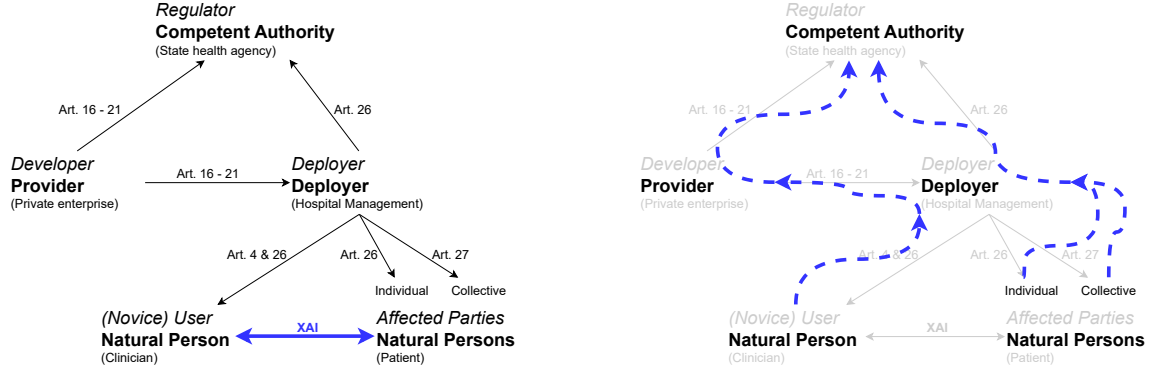 Regulator
Competent Authority
(State health agency)
Art. 16 - 21
Art. 26
Developer
Provider
(Private enterprise)
Art. 16 - 21
Deployer
Deployer
(Hospital Management)
Art. 4 & 26
Art. 26
Art. 27
Individual
Collective
(Novice) User
Natural Person
(Clinician)
XAI
Affected Parties
Natural Persons
(Patient)
Regulator
Competent Authority
(State health agency)
Art. 16 - 21
Art. 26
Developer
Provider
(Private enterprise)
Art. 16 - 21
Deployer
Deployer
(Hospital Management)
Art. 4 & 26
Art. 26
Art. 27
Individual
Collective
(Novice) User
Natural Person
(Clinician)
XAI
Affected Parties
Natural Persons
(Patient)